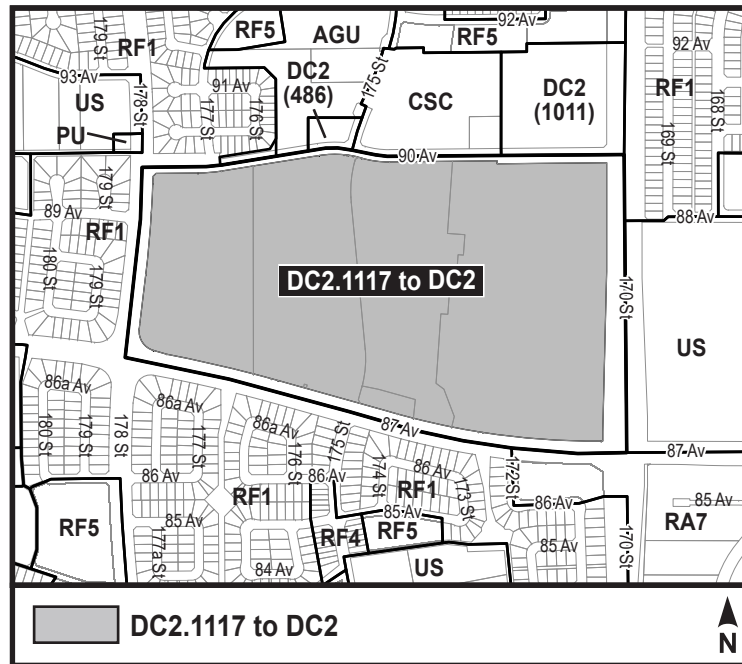 92 Av
179 St
RF1
RF5
AGU
RF5
DC2
(486)
175 St
92 Av
93 Av
US
178 St
91 Av
177 St
176 St
CSC
DC2
(1011)
RF1
169 St
168 St
PU
90 Av
179 St
89 Av
RF1
88 Av
180 St
179 St
DC2.1117 to DC2
170 St
US
86a Av
180 St
179 St
178 St
86a Av
177 St
86a Av
176 St
175 St
87 Av
87 Av
86 Av
86 Av
174 St
86 Av
173 St
172 St
RF1
RF1
86 Av
85 Av
RF5
85 Av
177a St
84 Av
RF4
85 Av
RF5
US
85 Av
170 St
RA7
DC2.1117 to DC2
N